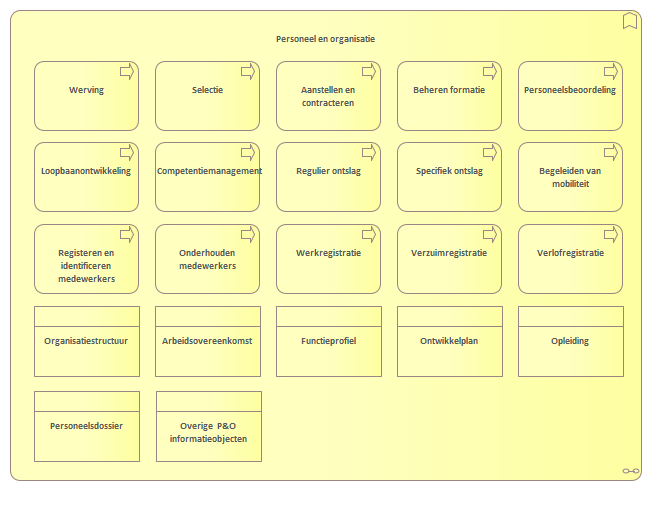 Personeel en organisatie
Werving
Selectie
Aanstellen en
contracteren
Beheren formatie
Personeelsbeoordeling
Loopbaanontwikkeling
Competentiemanagement
Regulier ontslag
Specifiek ontslag
Begeleiden van
mobiliteit
Registeren en
identificeren
medewerkers
Onderhouden
medewerkers
Werkregistratie
Verzuimregistratie
Verlofregistratie
Organisatiestructuur
Arbeidsovereenkomst
Functieprofiel
Ontwikkelplan
Opleiding
Personeelsdossier
Overige P&O
informatieobjecten